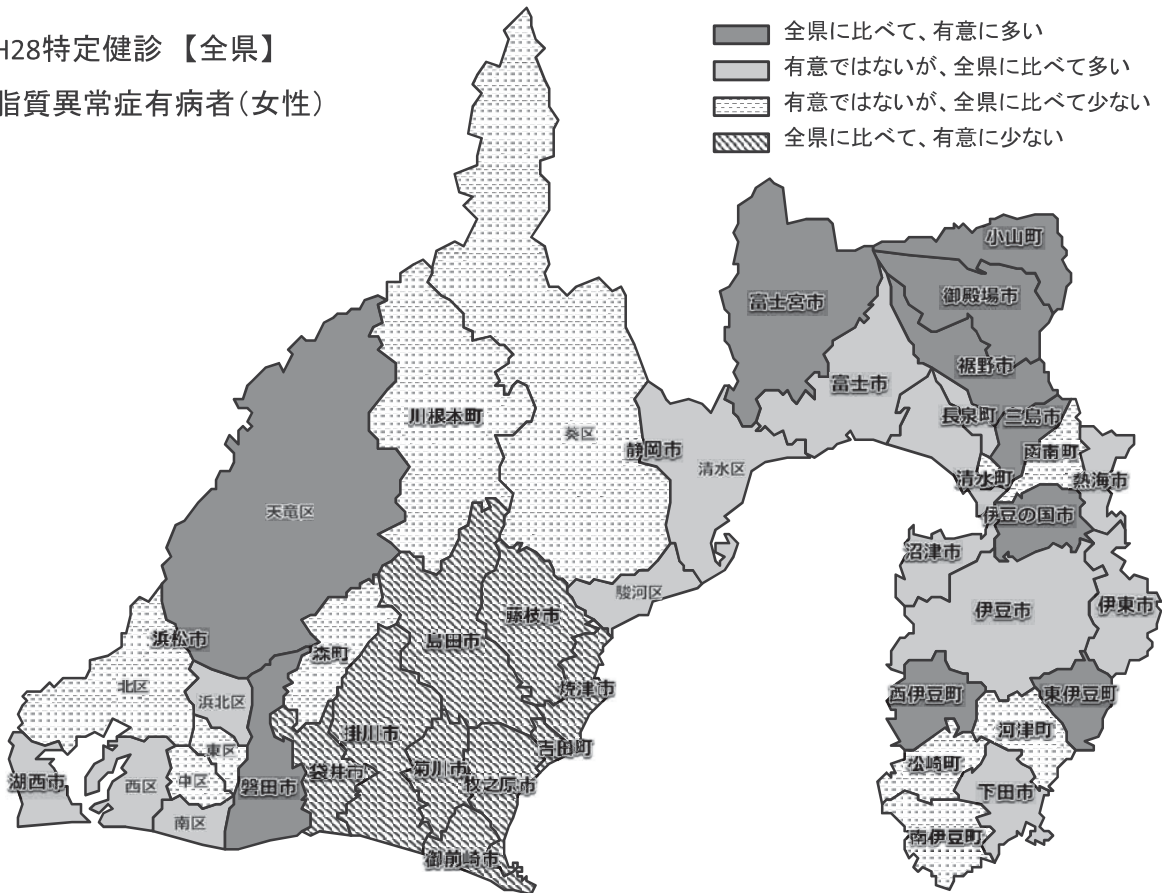 H28特定健診 【全県】
脂質異常症有病者(女性)
全県に比べて、有意に多い
有意ではないが、全県に比べて多い
有意ではないが、全県に比べて少ない
全県に比べて、有意に少ない
小山町
御殿場市
富士宮市
裾野市
富士市
長泉町
三島市
川根本町
葵区
静岡市
清水区
函南町
清水町
熱海市
天竜区
伊豆の国市
沼津市
駿河区
伊豆市
伊東市
藤枝市
島田市
浜松市
森町
北区
浜北区
焼津市
西伊豆町
東伊豆町
掛川市
河津町
東区
吉田町
湖西市
西区
中区
磐田市
袋井市
菊川市
牧之原市
松崎町
下田市
南区
御前崎市
南伊豆町